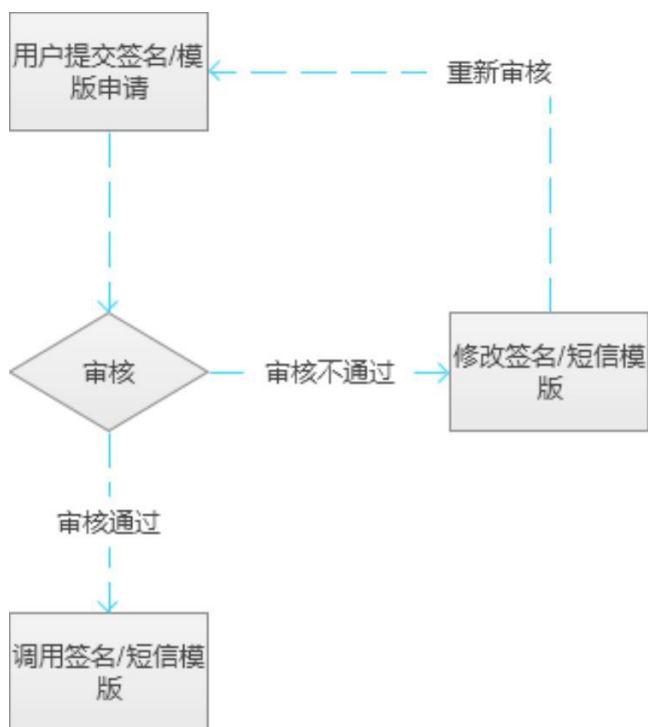 用户提交签名/模
版申请
重新审核
审核
审核不通过
修改签名/短信模
版
审核通过
调用签名/短信模
版